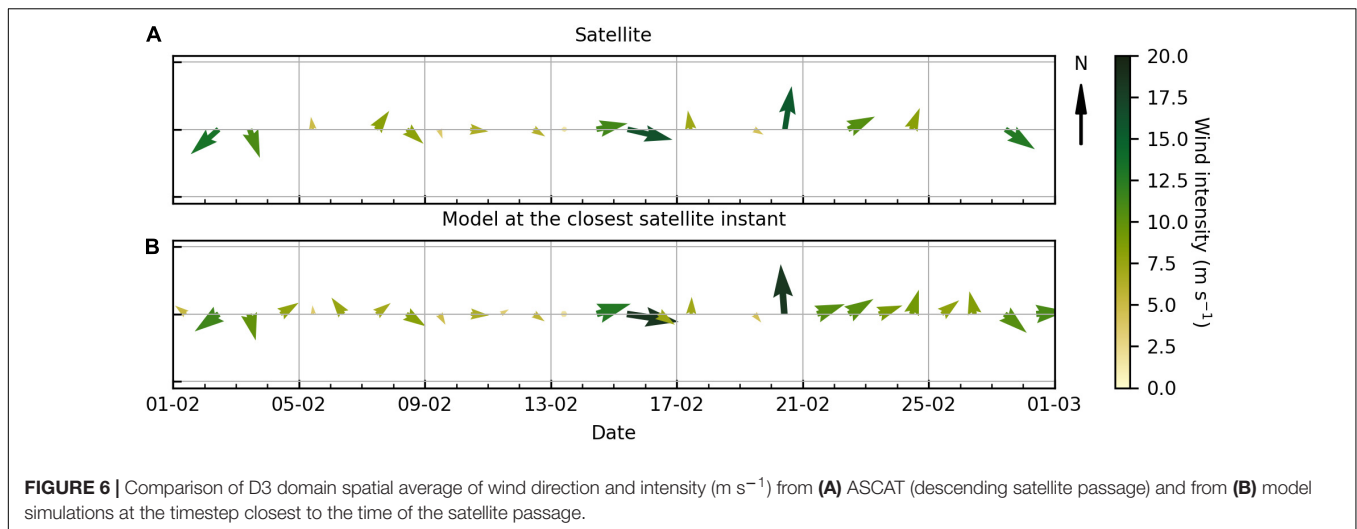 A
Satellite
N
20.0
17.5
15.0
12.5
10.0
7.5
5.0
2.5
0.0
Wind intensity (m s⁻¹)
Model at the closest satellite instant
B
01-02 05-02 09-02 13-02 17-02 21-02 25-02 01-03
Date
FIGURE 6 | Comparison of D3 domain spatial average of wind direction and intensity (m s⁻¹) from (A) ASCAT (descending satellite passage) and from (B) model
simulations at the timestep closest to the time of the satellite passage.